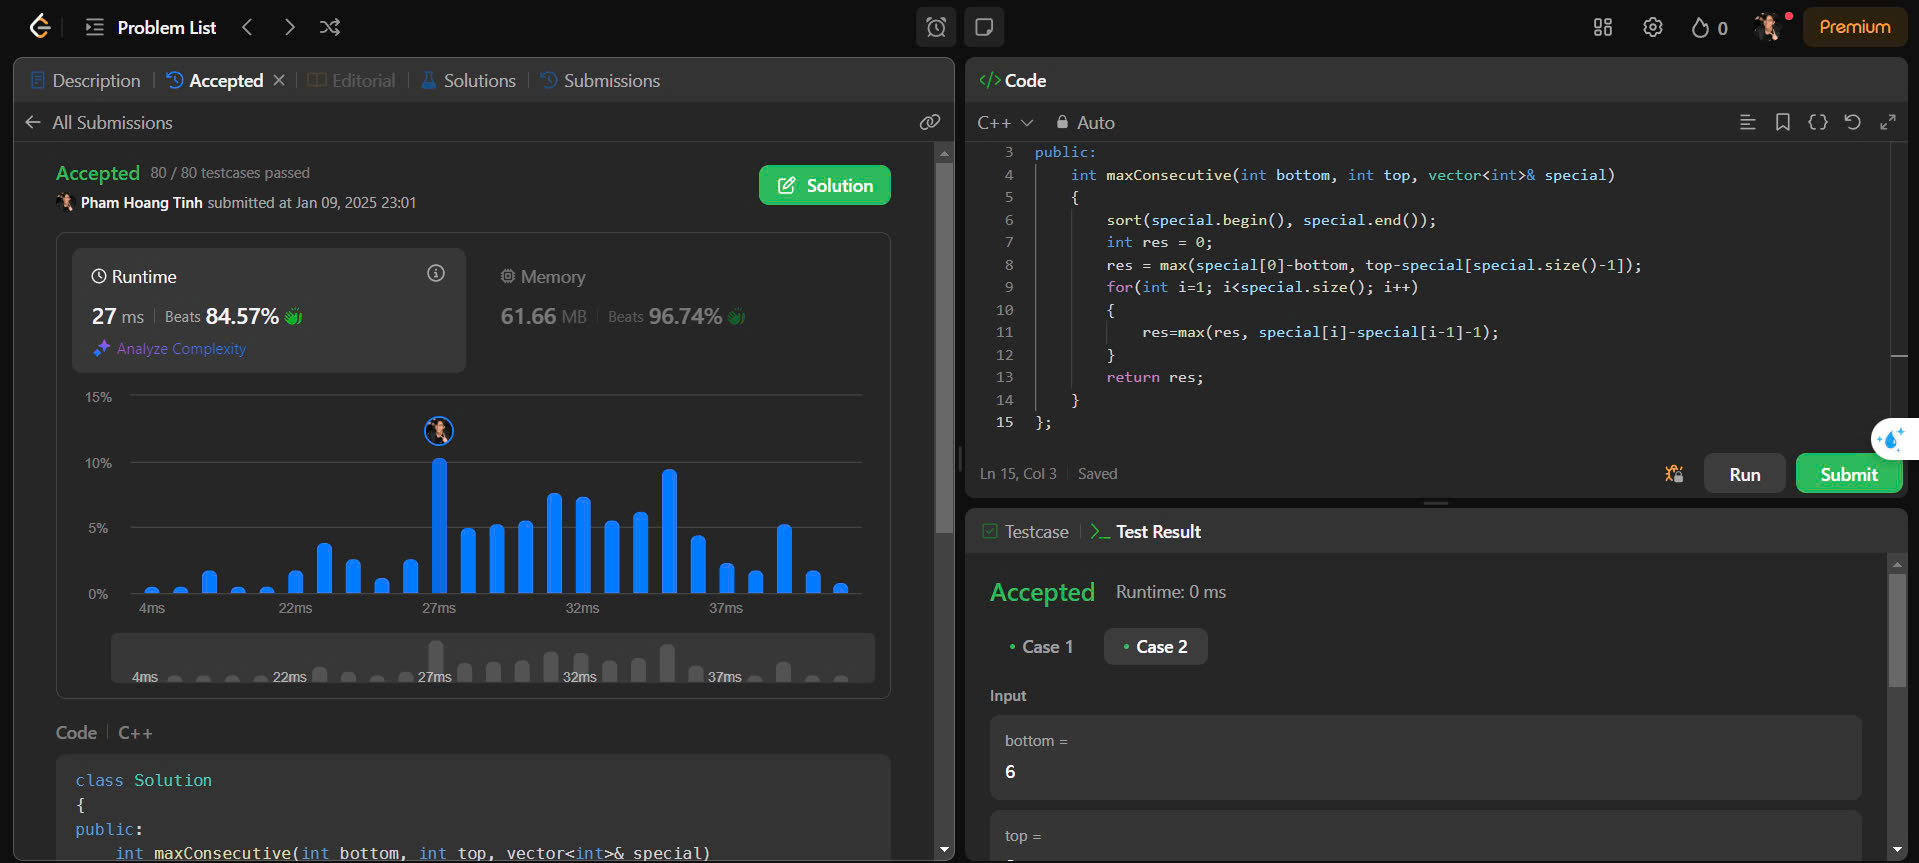 Problem List
0
Premium
Description
Accepted
Editorial
Solutions
Submissions
All Submissions
Accepted 80 / 80 testcases passed
Pham Hoang Tinh submitted at Jan 09, 2025 23:01
Solution
Runtime
27 ms
Beats 84.57%
Analyze Complexity
Memory
61.66 MB
Beats 96.74%
15%
10%
5%
0%
4ms
22ms
27ms
32ms
37ms
4ms
22ms
27ms
32ms
37ms
Code
C++
class Solution
{
public:
int maxConsecutive(int bottom, int top, vector<int>& special)
</> Code
C++
Auto
3 public:
4 int maxConsecutive(int bottom, int top, vector<int>& special)
5 {
6 sort(special.begin(), special.end());
7 int res = 0;
8 res = max(special[0]-bottom, top-special[special.size()-1]);
9 for(int i=1; i<special.size(); i++)
10 {
11 res=max(res, special[i]-special[i-1]-1);
12 }
13 return res;
14 }
15 };
Ln 15, Col 3
Saved
Run
Submit
Testcase
>_ Test Result
Accepted Runtime: 0 ms
• Case 1
• Case 2
Input
bottom =
6
top =